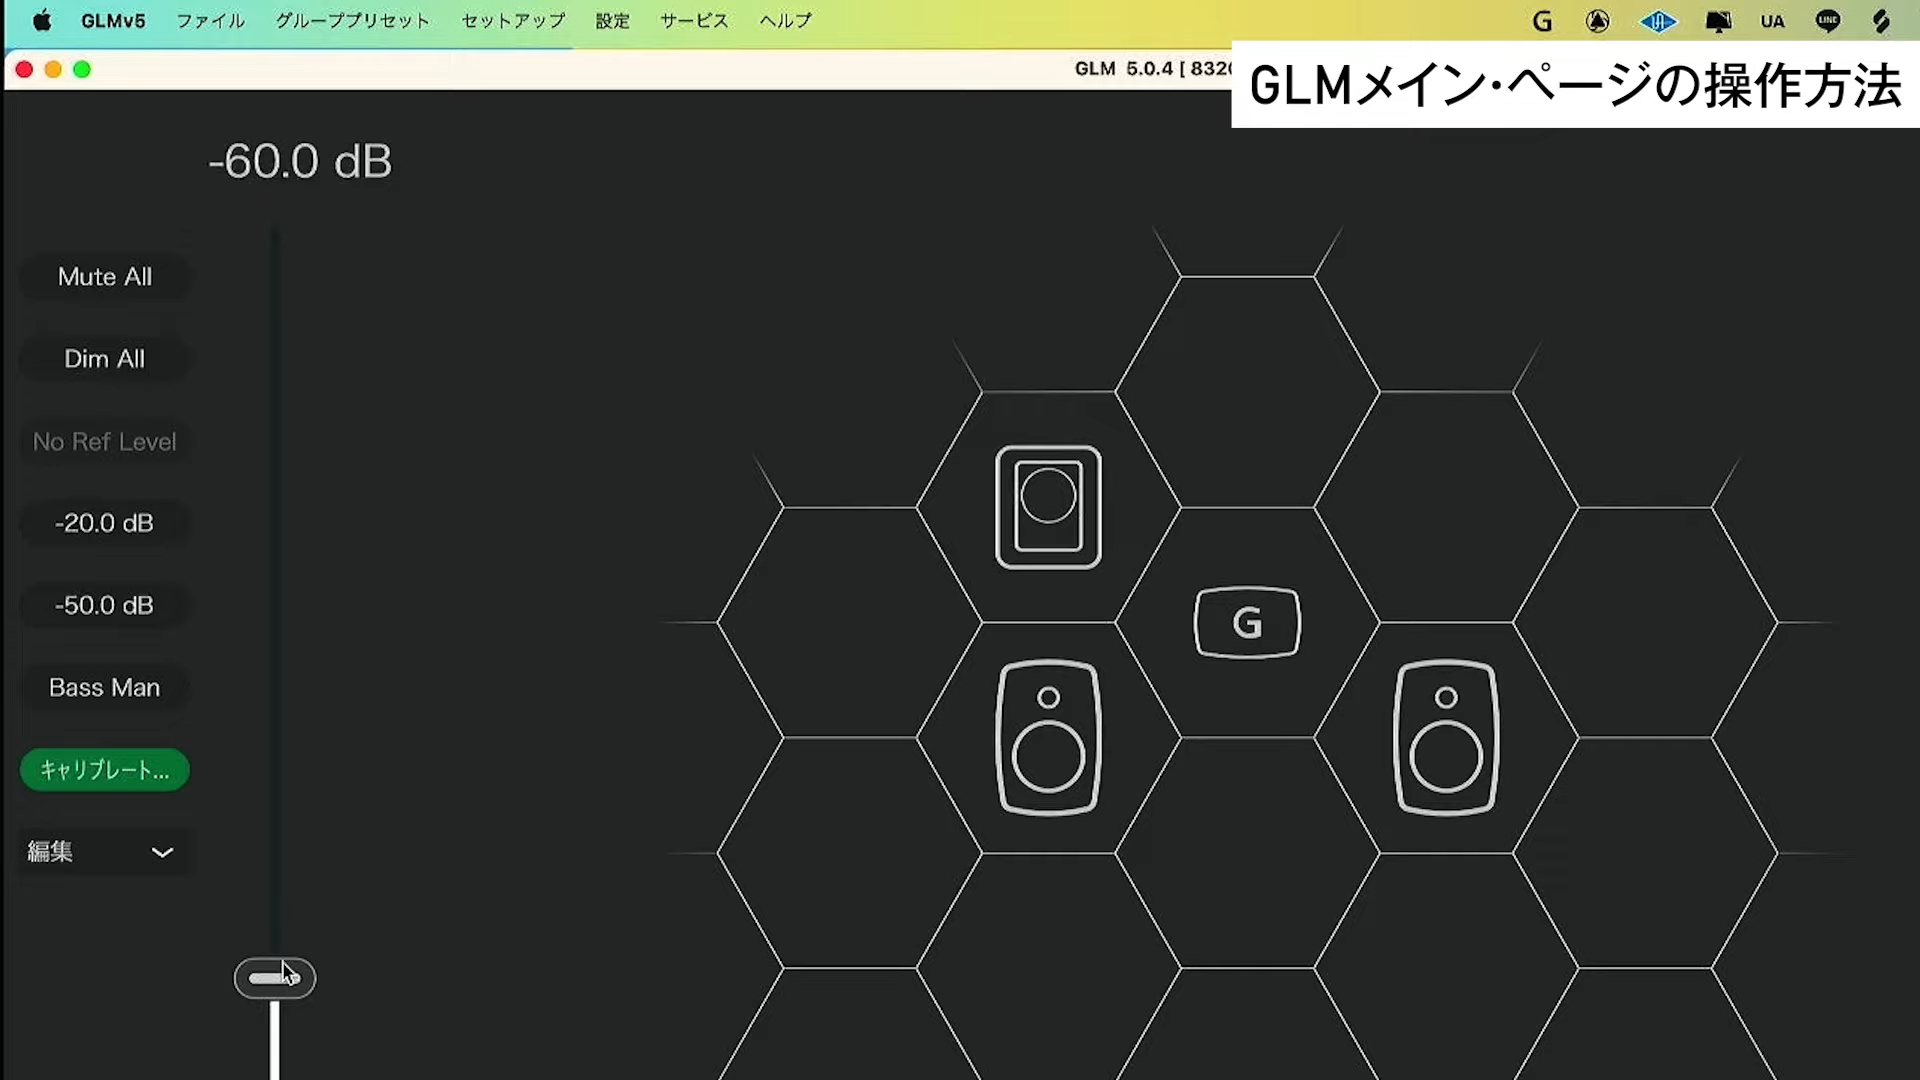 GLMv5 ファイル グループプリセット セットアップ 設定 サービス ヘルプ G UA LINE
GLM 5.0.4 [ 8320
GLMメイン・ページの操作方法
-60.0 dB
Mute All
Dim All
No Ref Level
-20.0 dB
-50.0 dB
Bass Man
キャリブレート...
編集
G